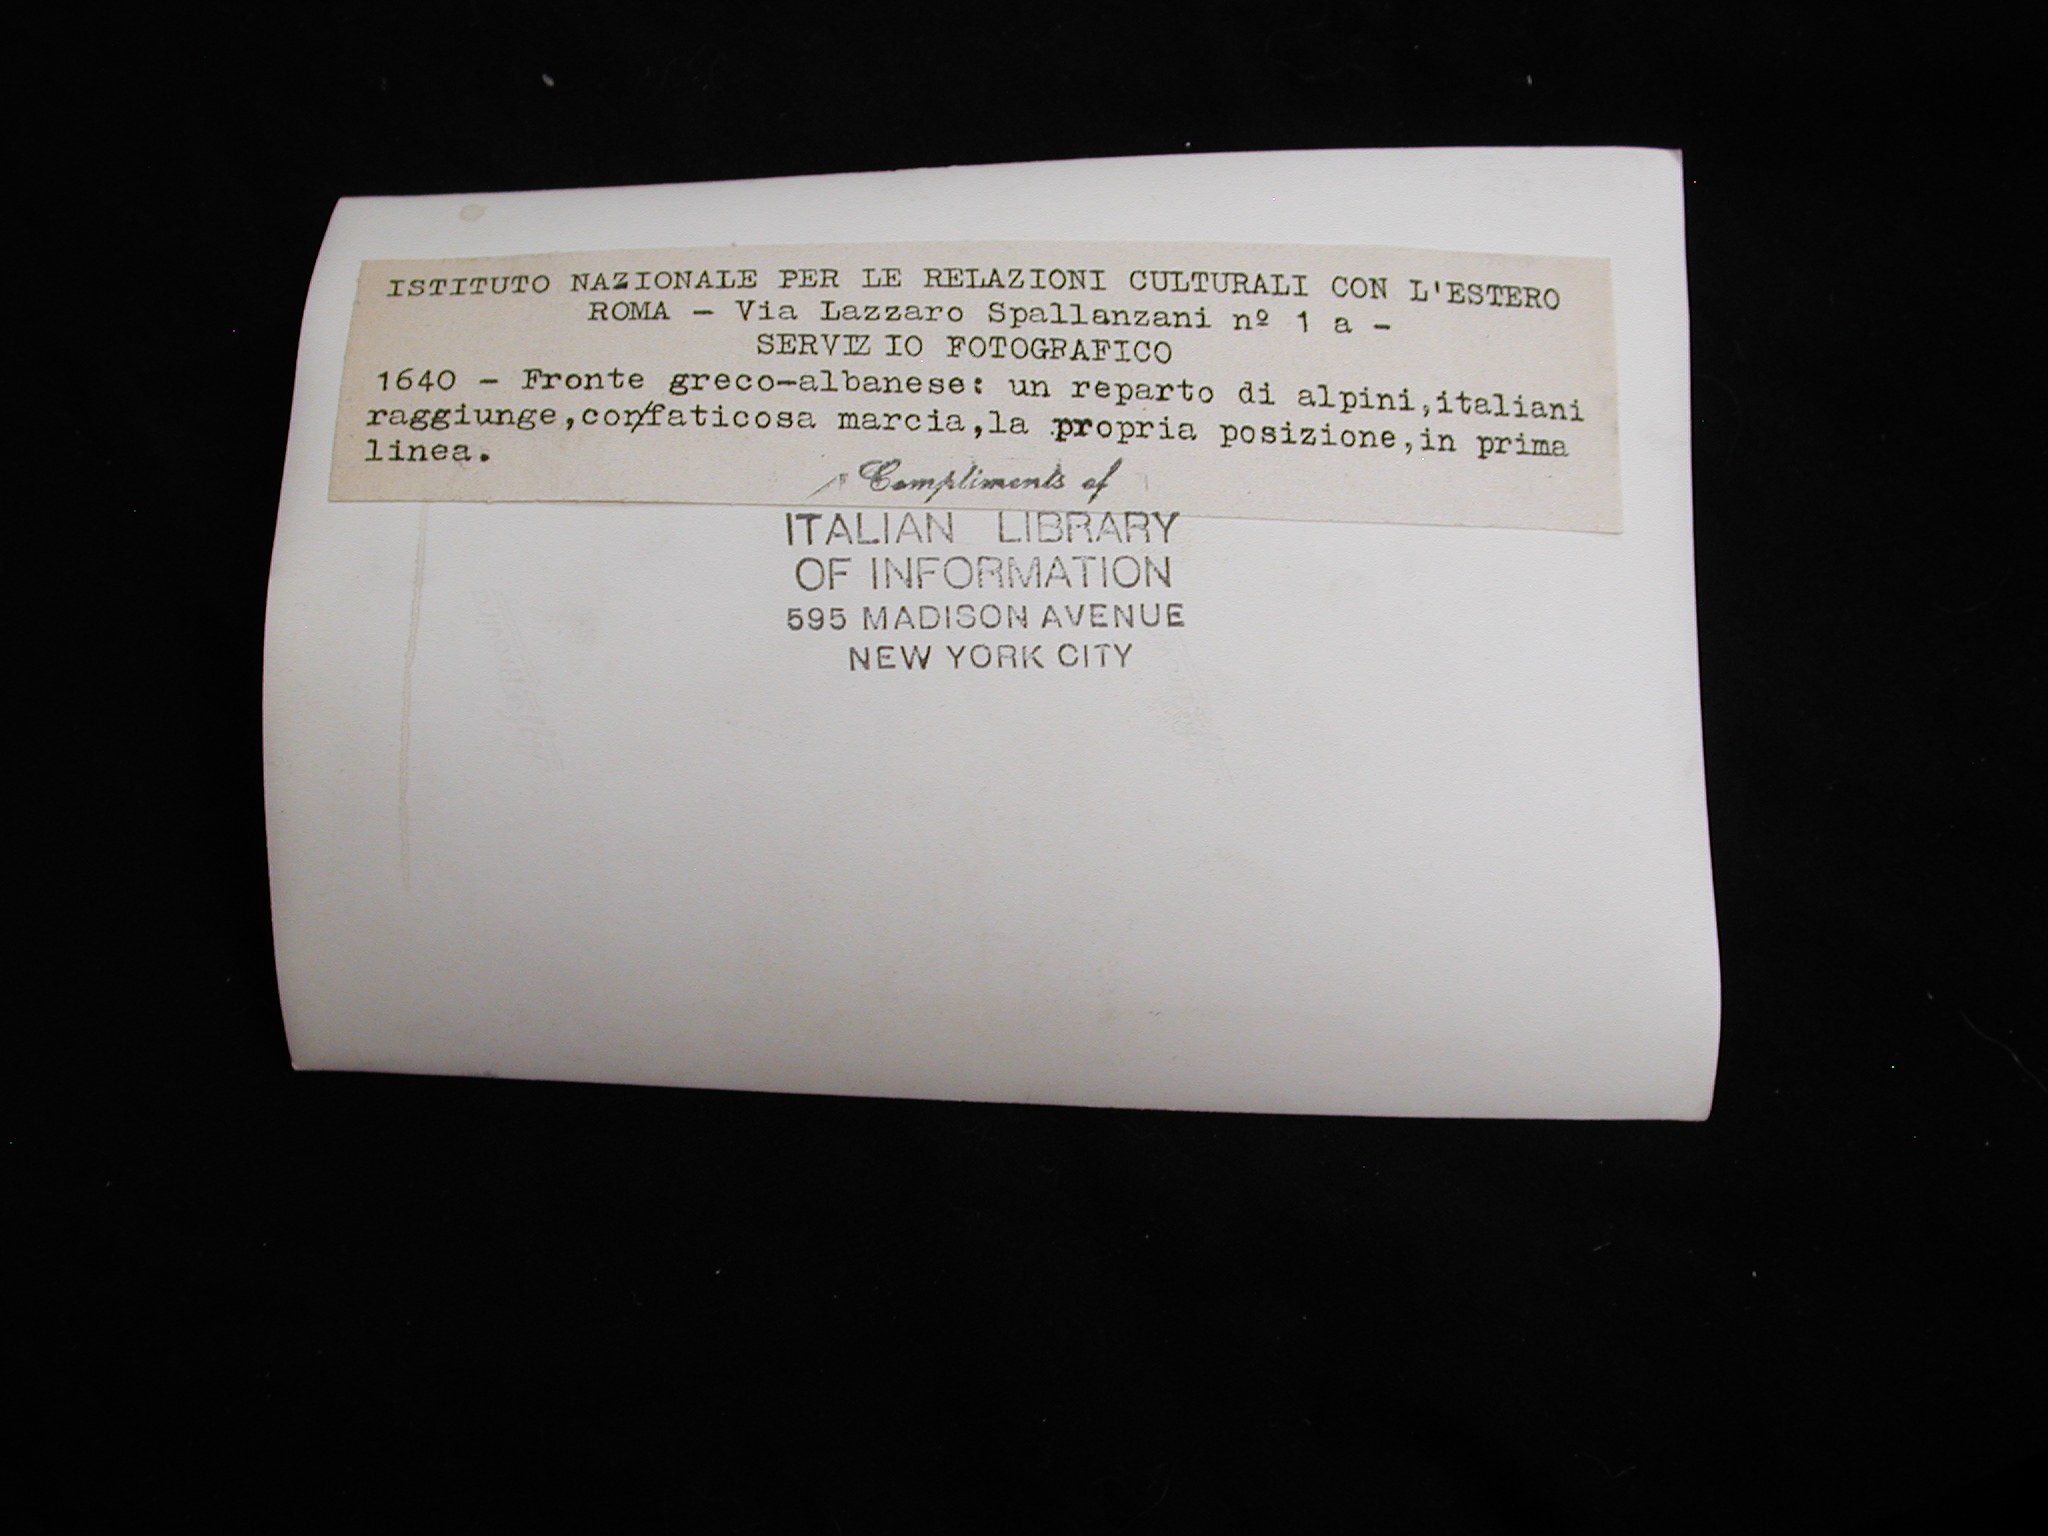 ISTITUTO NAZIONALE PER LE RELAZIONI CULTURALI CON L'ESTERO
ROMA - Via Lazzaro Spallanzani nº 1 a -
SERVIZIO FOTOGRAFICO
1640 - Fronte greco-albanese: un reparto di alpini,italiani
raggiunge,con/faticosa marcia,la propria posizione,in prima
linea.
Compliments of
ITALIAN LIBRARY
OF INFORMATION
595 MADISON AVENUE
NEW YORK CITY